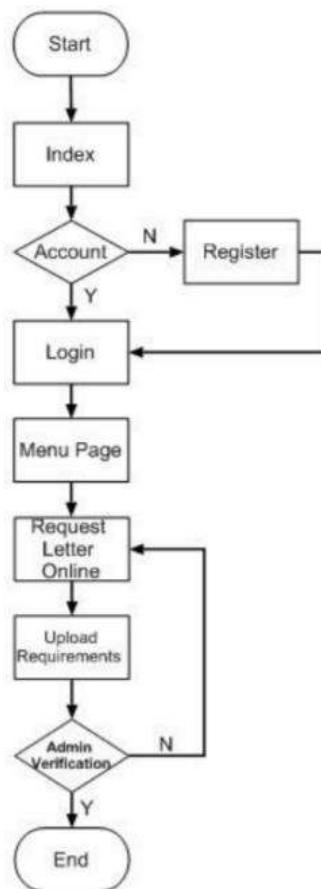 Start
Index
Account
N
Register
Y
Login
Menu Page
Request
Letter
Online
Upload
Requirements
Admin
Verification
N
Y
End